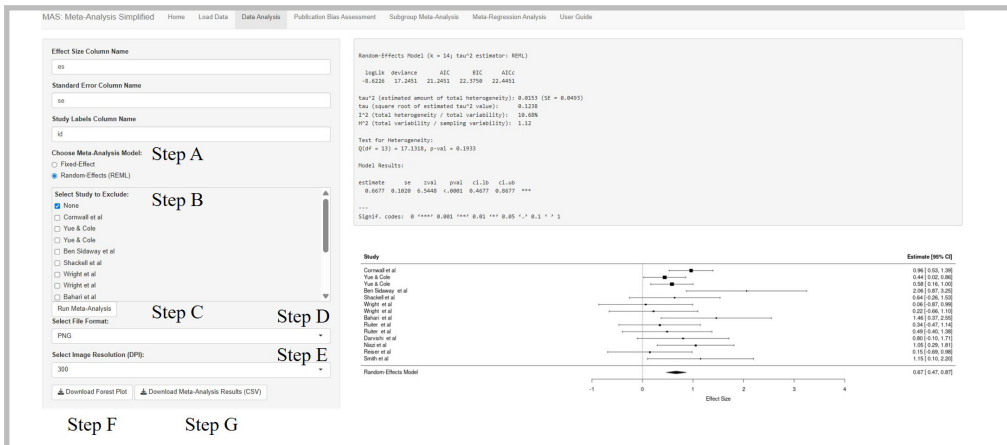 MAS: Meta-Analysis Simplified Home Load Data Data Analysis Publication Bias Assessment Subgroup Meta-Analysis Meta-Regression Analysis User Guide
Effect Size Column Name
es
Standard Error Column Name
se
Study Labels Column Name
id
Choose Meta-Analysis Model: Step A
Fixed-Effect
Random-Effects (REML)
Select Study to Exclude: Step B
None
Cornwall et al
Yue & Cole
Yue & Cole
Ben Sidaway et al
Shackell et al
Wright et al
Wright et al
Bahari et al
Run Meta-Analysis Step C
Select File Format: Step D
PNG
Select Image Resolution (DPI): Step E
300
Download Forest Plot Download Meta-Analysis Results (CSV)
Step F Step G
Random-Effects Model (k = 14; tau^2 estimator: REML)
logLik deviance AIC BIC AICc
-8.6226 17.2451 21.2451 22.3750 22.4451
tau^2 (estimated amount of total heterogeneity): 0.0153 (SE = 0.0493)
tau (square root of estimated tau^2 value): 0.1238
I^2 (total heterogeneity / total variability): 10.68%
H^2 (total variability / sampling variability): 1.12
Test for Heterogeneity:
Q(df = 13) = 17.1318, p-val = 0.1933
Model Results:
estimate se zval pval ci.lb ci.ub
0.6677 0.1020 6.5448 <.0001 0.4677 0.8677 ***
---
Signif. codes: 0 '***' 0.001 '**' 0.01 '*' 0.05 '.' 0.1 ' ' 1
Study Estimate [95% CI]
Cornwall et al 0.96 [ 0.53, 1.39]
Yue & Cole 0.44 [ 0.02, 0.86]
Yue & Cole 0.58 [ 0.16, 1.00]
Ben Sidaway et al 2.06 [ 0.87, 3.25]
Shackell et al 0.64 [-0.26, 1.53]
Wright et al 0.06 [-0.87, 0.99]
Wright et al 0.22 [-0.66, 1.10]
Bahari et al 1.46 [ 0.37, 2.55]
Ruiter et al 0.34 [-0.47, 1.14]
Ruiter et al 0.49 [-0.40, 1.38]
Darvishi et al 0.80 [-0.10, 1.71]
Niazi et al 1.05 [ 0.29, 1.81]
Reiser et al 0.15 [-0.69, 0.98]
Smith et al 1.15 [ 0.10, 2.20]
Random-Effects Model 0.67 [ 0.47, 0.87]
-1 0 1 2 3 4
Effect Size